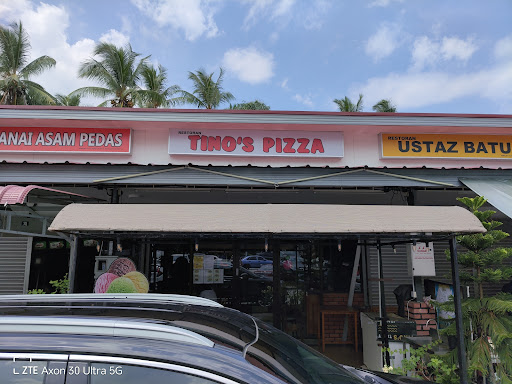 ANAI ASAM PEDAS
RESTORAN
TINO'S PIZZA
RESTORAN
USTAZ BATU
ZTE Axon 30 Ultra 5G